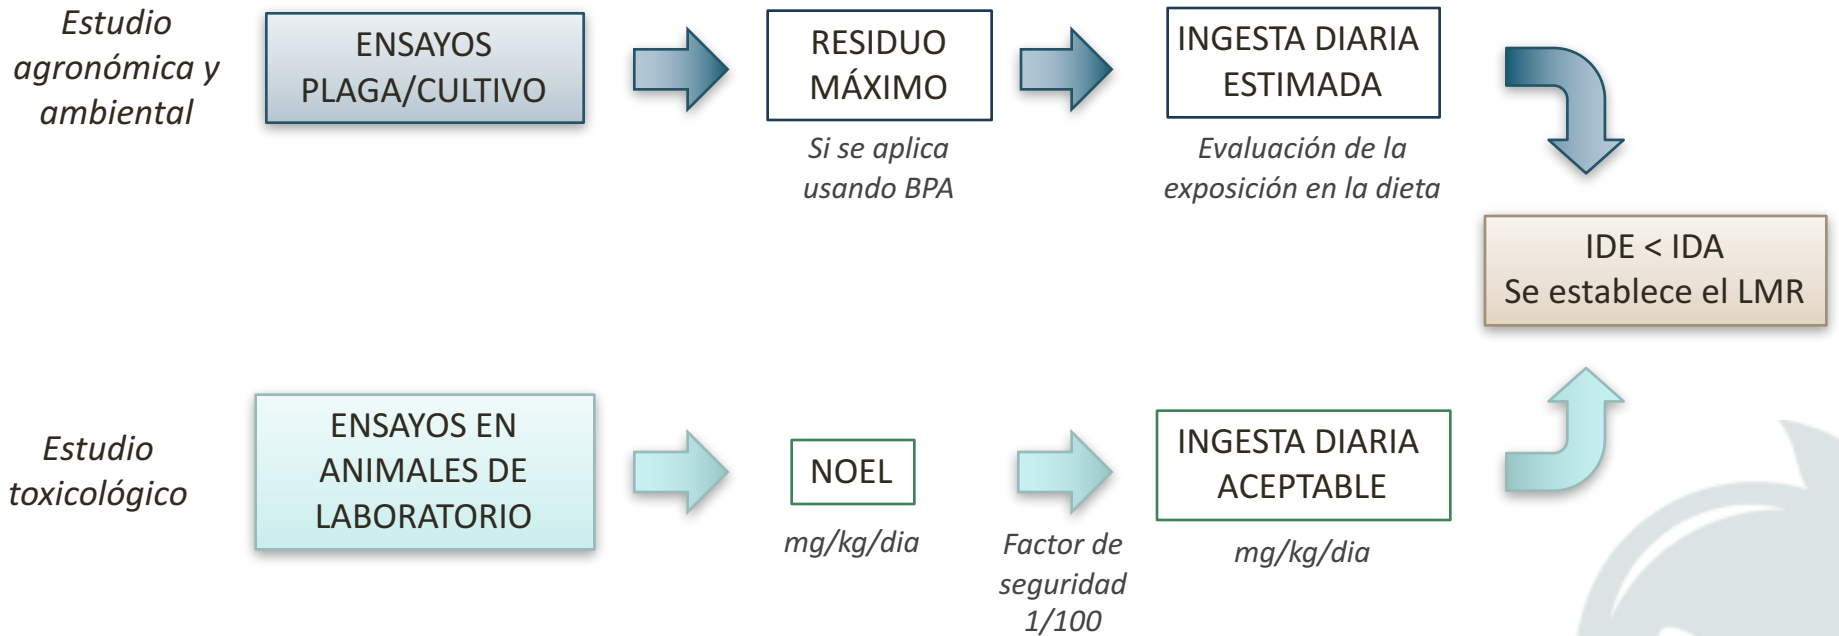 Estudio
agronómica y
ambiental
ENSAYOS
PLAGA/CULTIVO
RESIDUO
MÁXIMO
Si se aplica
usando BPA
INGESTA DIARIA
ESTIMADA
Evaluación de la
exposición en la dieta
IDE < IDA
Se establece el LMR
Estudio
toxicológico
ENSAYOS EN
ANIMALES DE
LABORATORIO
NOEL
mg/kg/dia
Factor de
seguridad
1/100
INGESTA DIARIA
ACEPTABLE
mg/kg/dia